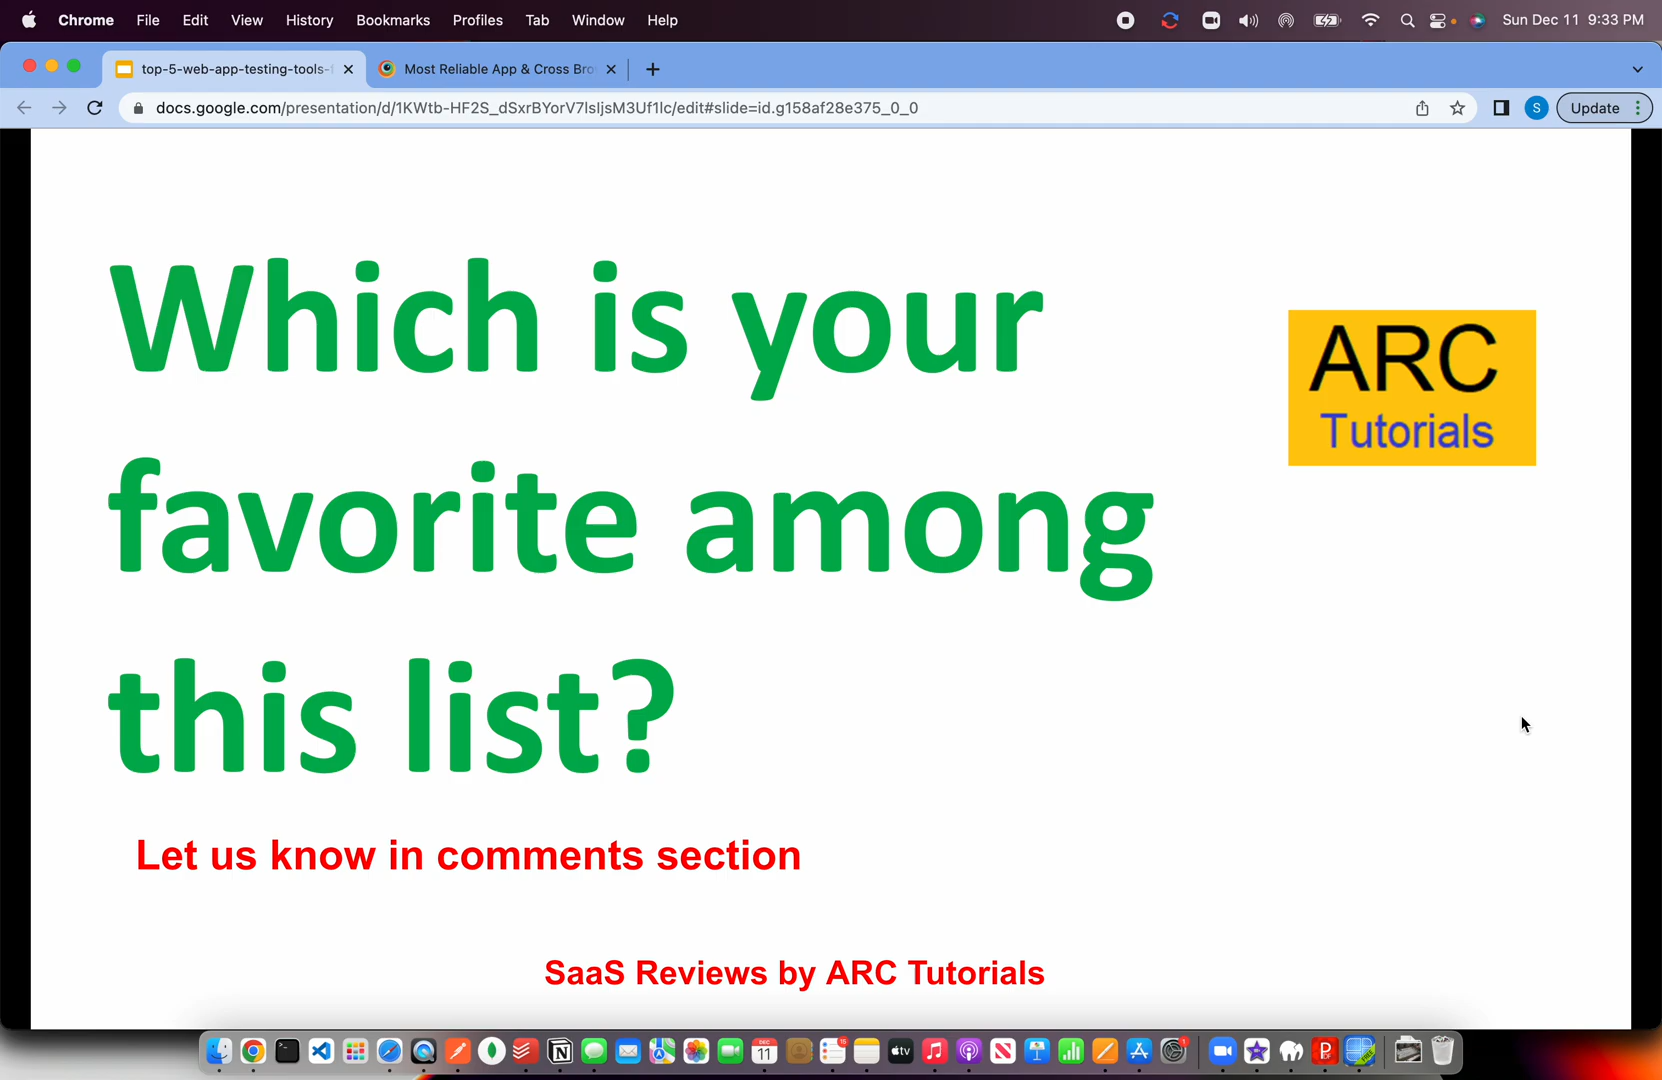 Chrome File Edit View History Bookmarks Profiles Tab Window Help Sun Dec 11 9:33 PM
top-5-web-app-testing-tools- Most Reliable App & Cross Bro
docs.google.com/presentation/d/1KWtb-HF2S_dSxrBYorV7lsljsM3Uf1lc/edit#slide=id.g158af28e375_0_0 S Update
Which is your
favorite among
this list?
ARC
Tutorials
Let us know in comments section
SaaS Reviews by ARC Tutorials